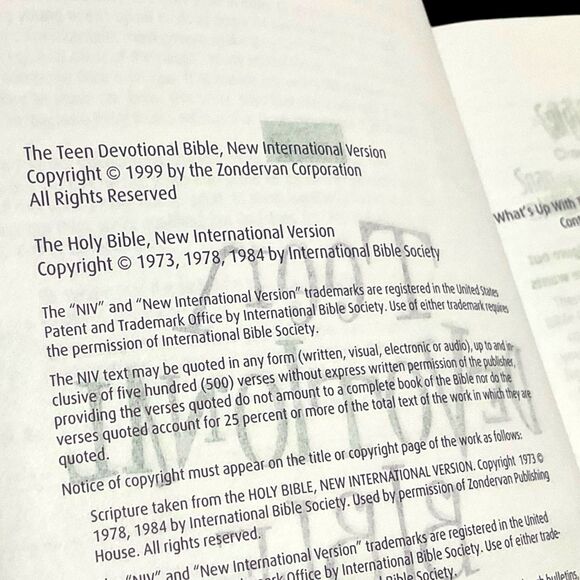 The Teen Devotional Bible, New International Version
Copyright © 1999 by the Zondervan Corporation
All Rights Reserved
The Holy Bible, New International Version
Copyright © 1973, 1978, 1984 by International Bible Society
The "NIV" and "New International Version" trademarks are registered in the United States
Patent and Trademark Office by International Bible Society. Use of either trademark requires
the permission of International Bible Society.
The NIV text may be quoted in any form (written, visual, electronic or audio), up to and in-
clusive of five hundred (500) verses without express written permission of the publisher,
providing the verses quoted do not amount to a complete book of the Bible nor do the
verses quoted account for 25 percent or more of the total text of the work in which they are
quoted.
Notice of copyright must appear on the title or copyright page of the work as follows:
Scripture taken from the HOLY BIBLE, NEW INTERNATIONAL VERSION. Copyright 1973 ©
1978, 1984 by International Bible Society. Used by permission of Zondervan Publishing
House. All rights reserved.
"NIV" and "New International Version" trademarks are registered in the United
Trademark Office by International Bible Society. Use of either trade-
Bible Society.
bulletins,
What's Up With